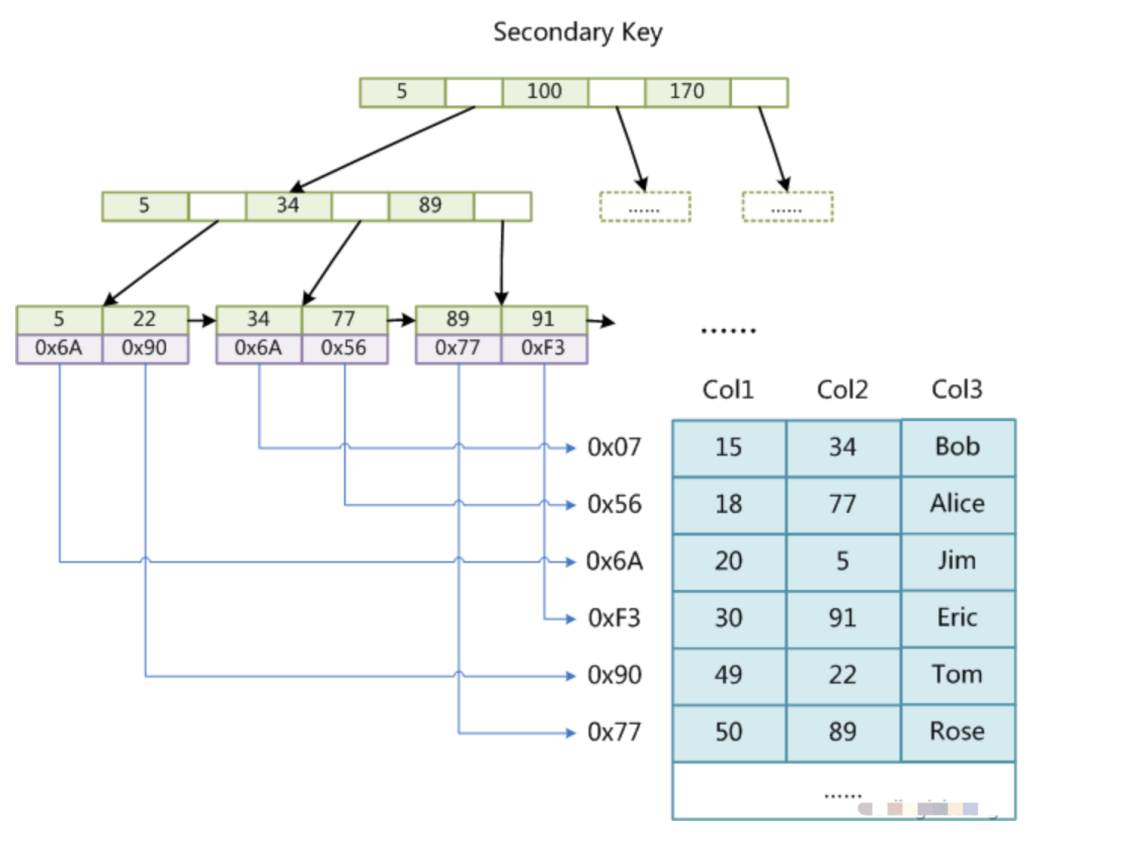 Secondary Key
5 100 170
5 34 89
...... ......
5 22 34 77 89 91
0x6A 0x90 0x6A 0x56 0x77 0xF3
......
Col1 Col2 Col3
0x07 15 34 Bob
0x56 18 77 Alice
0x6A 20 5 Jim
0xF3 30 91 Eric
0x90 49 22 Tom
0x77 50 89 Rose
......